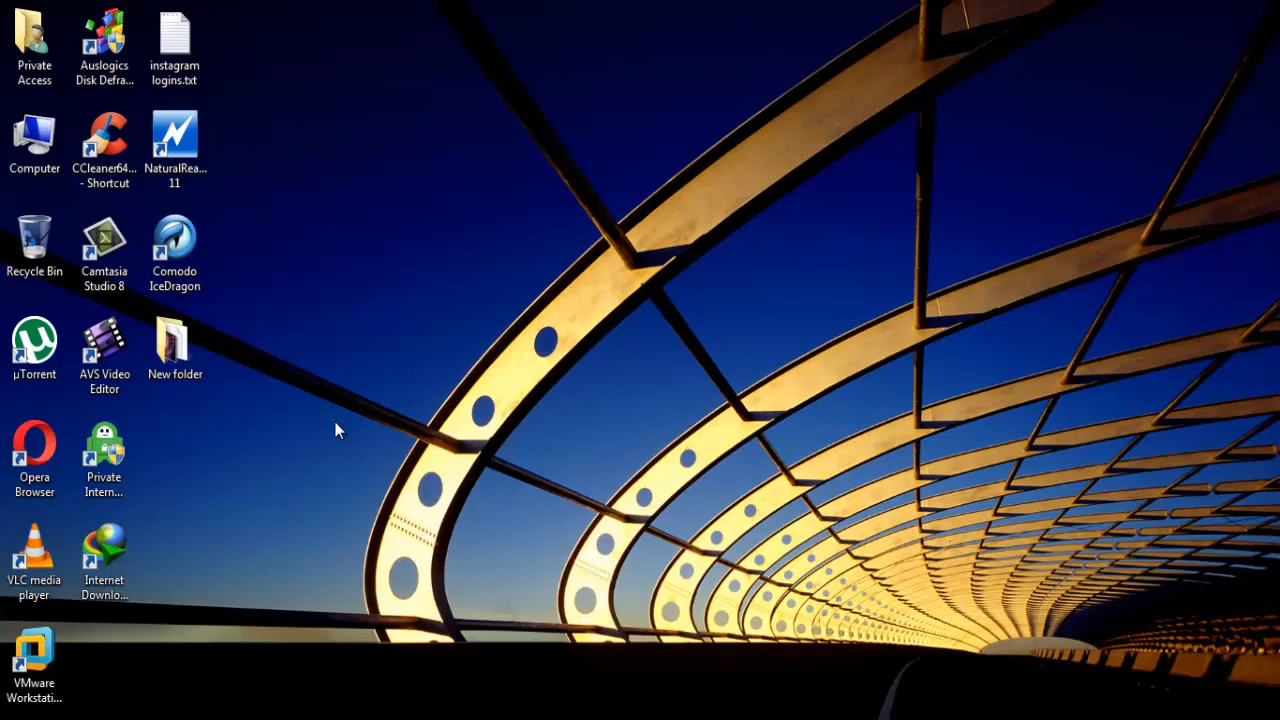 Private
Access
Auslogics
Disk Defra...
instagram
logins.txt
Computer
CCleaner64...
- Shortcut
NaturalRea...
11
Recycle Bin
Camtasia
Studio 8
Comodo
IceDragon
µTorrent
AVS Video
Editor
New folder
Opera
Browser
Private
Intern...
VLC media
player
Internet
Downlo...
VMware
Workstati...